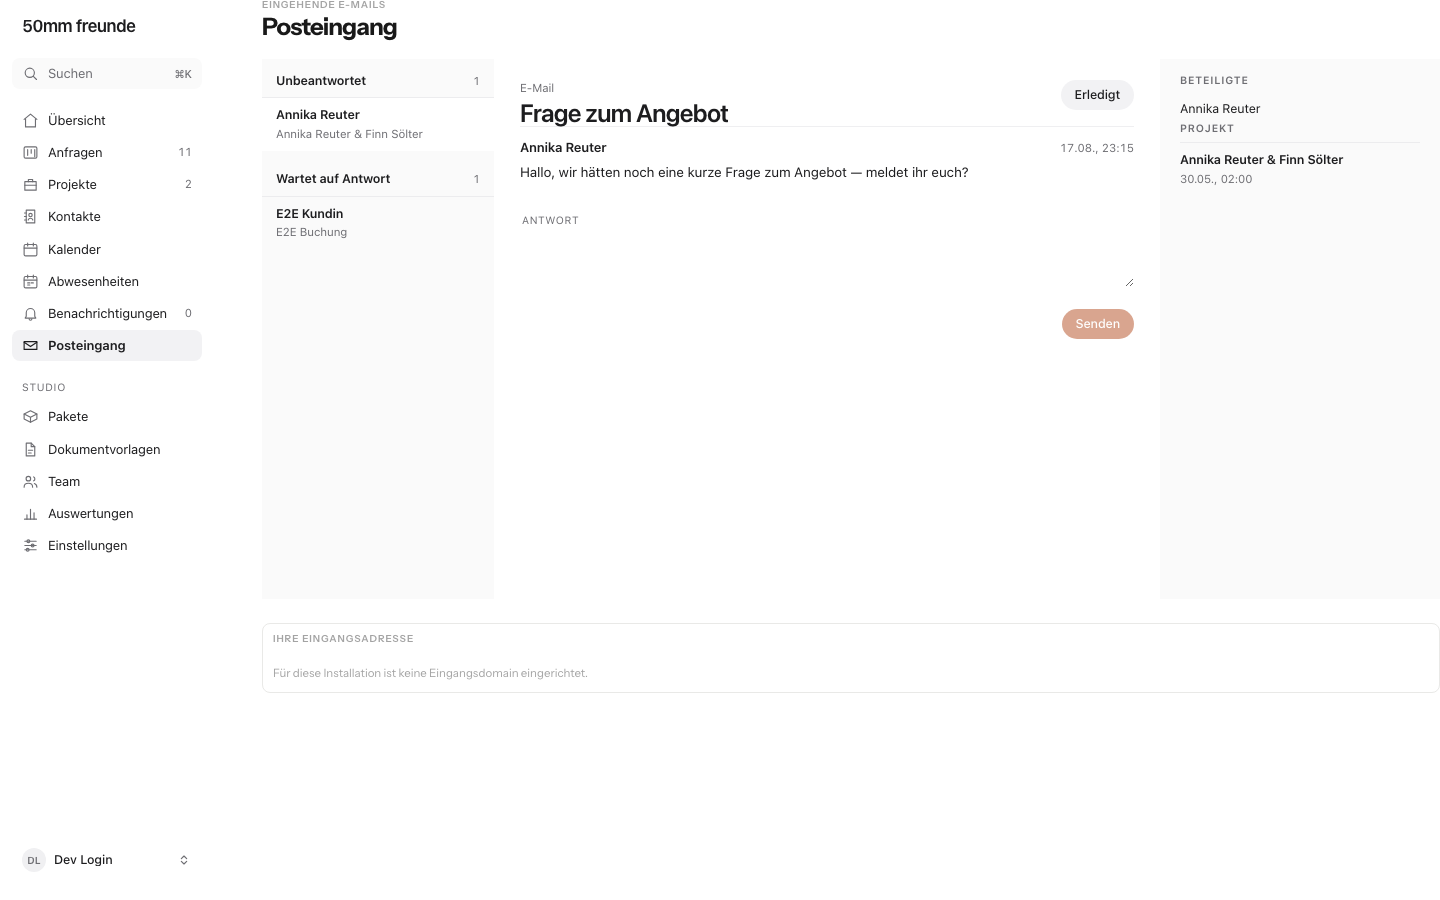 50mm freunde
Suchen ⌘K
Übersicht
Anfragen 11
Projekte 2
Kontakte
Kalender
Abwesenheiten
Benachrichtigungen 0
Posteingang
STUDIO
Pakete
Dokumentvorlagen
Team
Auswertungen
Einstellungen
DL Dev Login
EINGEHENDE E-MAILS
Posteingang
Unbeantwortet 1
Annika Reuter
Annika Reuter & Finn Sölter
Wartet auf Antwort 1
E2E Kundin
E2E Buchung
E-Mail
Frage zum Angebot
Erledigt
Annika Reuter 17.08., 23:15
Hallo, wir hätten noch eine kurze Frage zum Angebot — meldet ihr euch?
ANTWORT
Senden
BETEILIGTE
Annika Reuter
PROJEKT
Annika Reuter & Finn Sölter
30.05., 02:00
IHRE EINGANGSADRESSE
Für diese Installation ist keine Eingangsdomain eingerichtet.